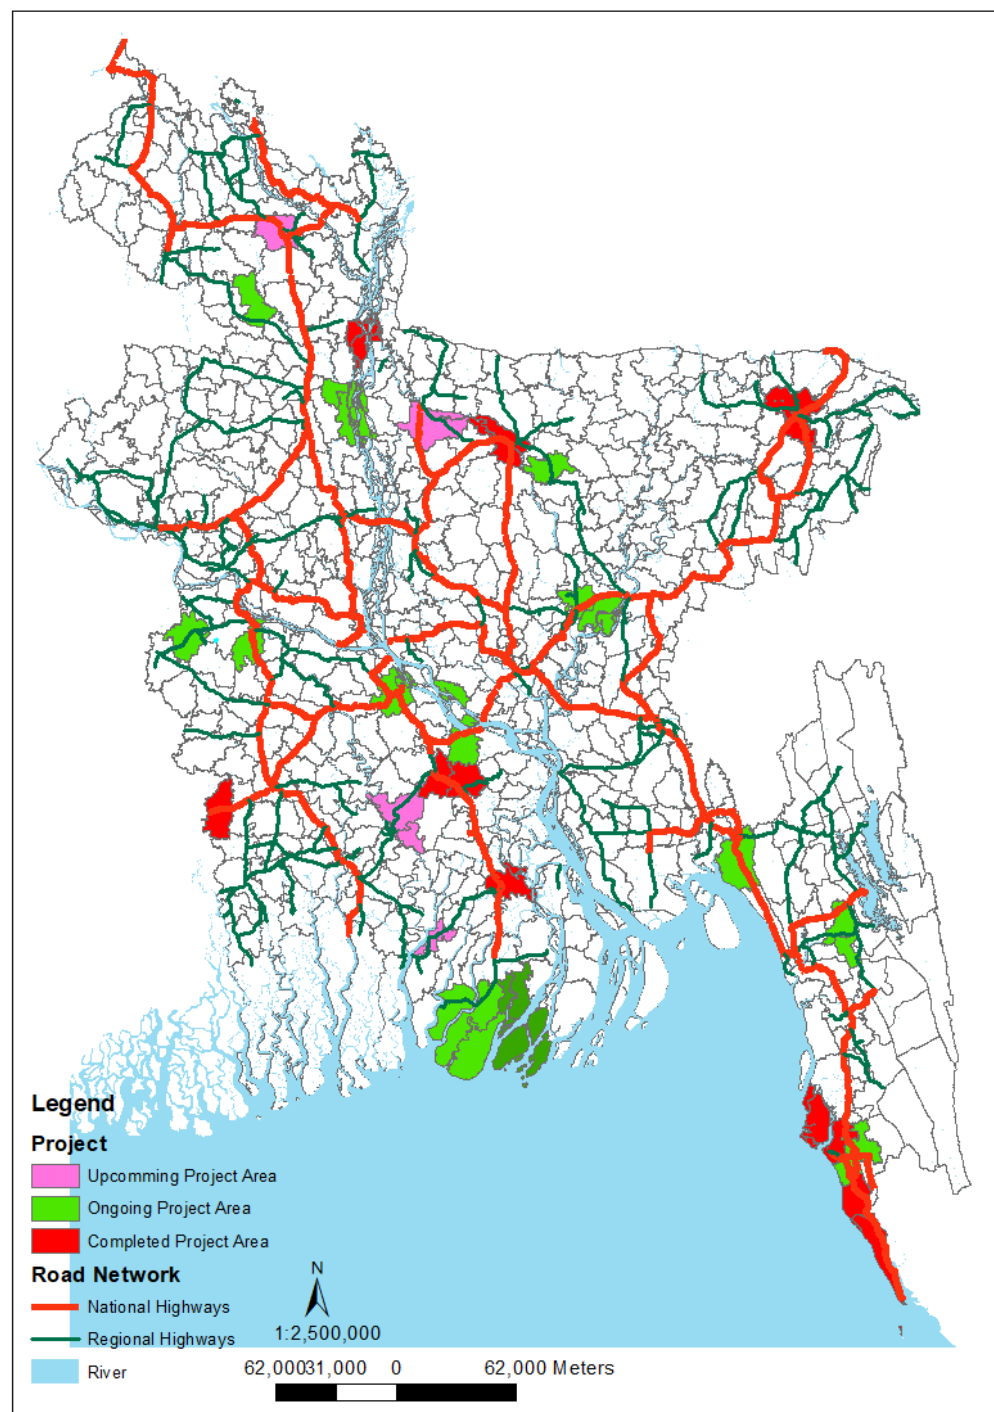 Legend
Project
Upcomming Project Area
Ongoing Project Area
Completed Project Area
Road Network
National Highways
Regional Highways
River
N
1:2,500,000
62,00031,000 0 62,000 Meters